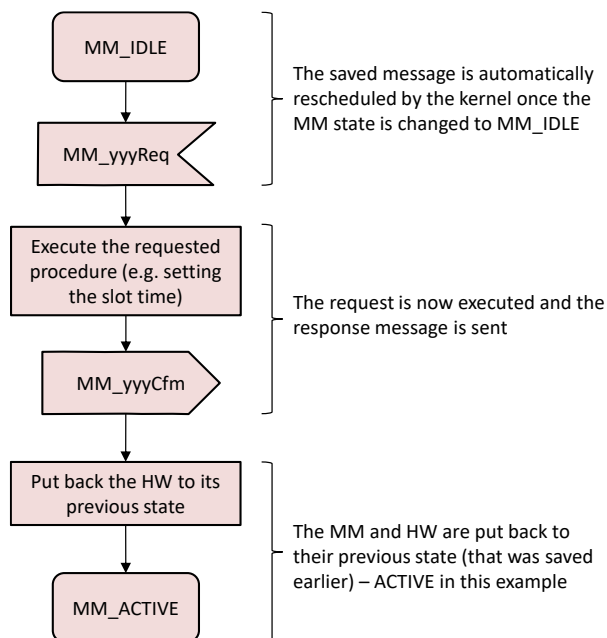 MM_IDLE
The saved message is automatically
rescheduled by the kernel once the
MM state is changed to MM_IDLE
MM_yyyReq
Execute the requested
procedure (e.g. setting
the slot time)
The request is now executed and the
response message is sent
MM_yyyCfm
Put back the HW to its
previous state
The MM and HW are put back to
their previous state (that was saved
earlier) – ACTIVE in this example
MM_ACTIVE